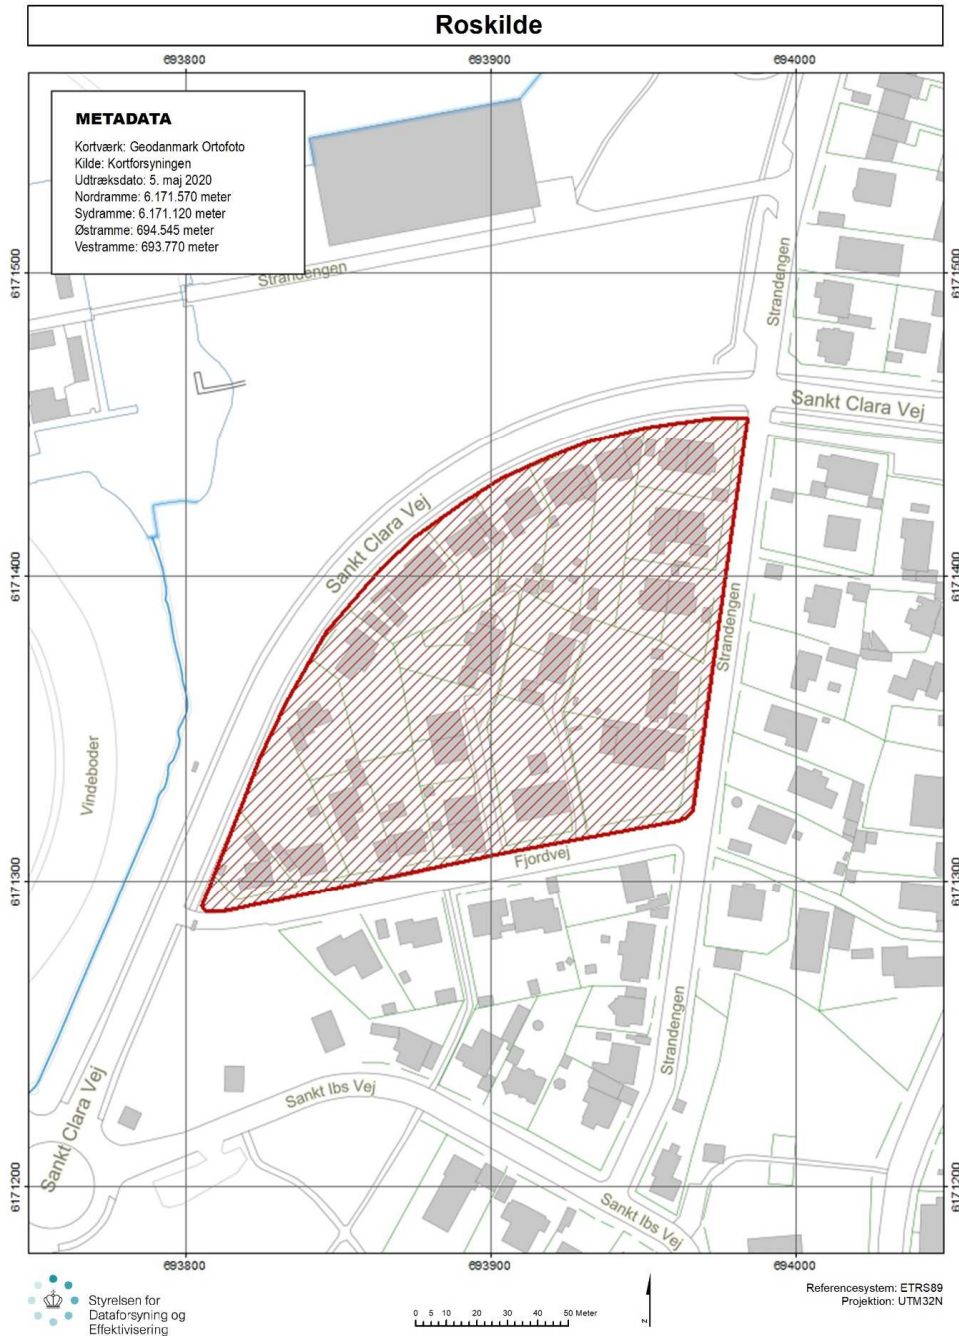 Roskilde
693800
693900
694000
METADATA
Kortværk: Geodanmark Ortofoto
Kilde: Kortforsyningen
Udtræksdato: 5. maj 2020
Nordramme: 6.171.570 meter
Sydramme: 6.171.120 meter
Østramme: 694.545 meter
Vestramme: 693.770 meter
6171500
Strandengen
Strandengen
6171500
Sankt Clara Vej
Sankt Clara Vej
6171400
6171400
Strandengen
Vindeboder
Fjordvej
6171300
6171300
Strandengen
Sankt Clara Vej
Sankt Ibs Vej
6171200
6171200
Sankt Ibs Vej
693800
693900
694000
Styrelsen for
Dataforsyning og
Effektivisering
0 5 10 20 30 40 50 Meter
N
Referencesystem: ETRS89
Projektion: UTM32N